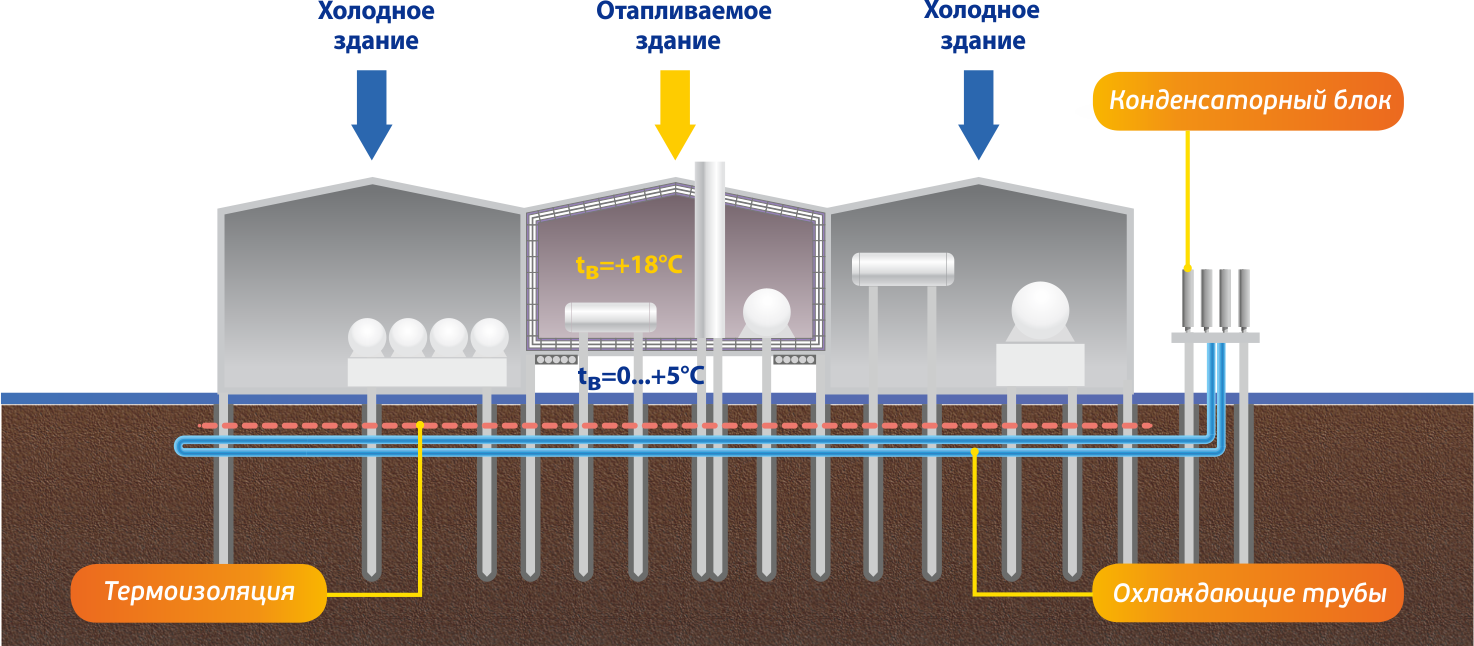 Холодное
здание
Отапливаемое
здание
Холодное
здание
Конденсаторный блок
tв=+18°C
tв=0...+5°C
Термоизоляция
Охлаждающие трубы